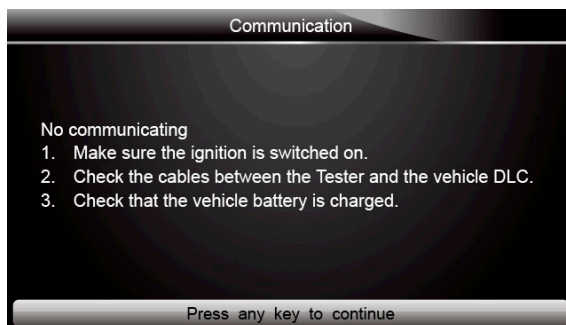 Communication
No communicating
1. Make sure the ignition is switched on.
2. Check the cables between the Tester and the vehicle DLC.
3. Check that the vehicle battery is charged.
Press any key to continue